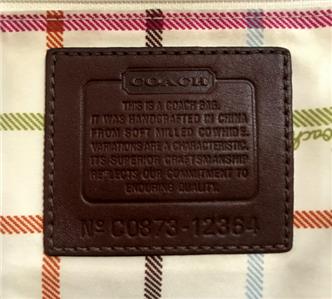 COACH
THIS IS A COACH BAG.
IT WAS HANDCRAFTED IN CHINA
FROM SOFT MILLED COWHIDE.
VARIATIONS ARE A CHARACTERISTIC.
ITS SUPERIOR CRAFTSMANSHIP
REFLECTS OUR COMMITMENT TO
ENDURING QUALITY.
Nº C0873-12364
Coach